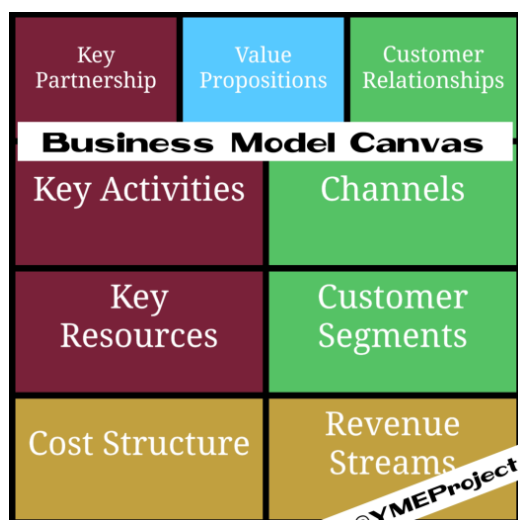 Key
Partnership
Value
Propositions
Customer
Relationships
Business Model Canvas
Key Activities
Channels
Key
Resources
Customer
Segments
Cost Structure
Revenue
Streams
@YMEProject